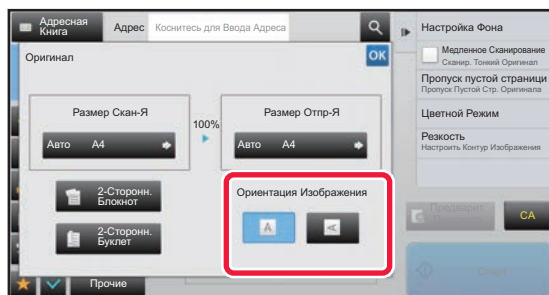 Адресная
Книга
Адрес
Коснитесь для Ввода Адреса
Оригинал
OK
Размер Скан-Я
100%
Размер Отпр-Я
Авто A4
Авто A4
2-Сторонн.
Блокнот
2-Сторонн.
Буклет
Ориентация Изображения
A
A
Прочие
Настройка Фона
Медленное Сканирование
Сканир. Тонкий Оригинал
Пропуск пустой страници
Пропуск Пустой Стр. Оригинала
Цветной Режим
Резкость
Настроить Контур Изображения
CA